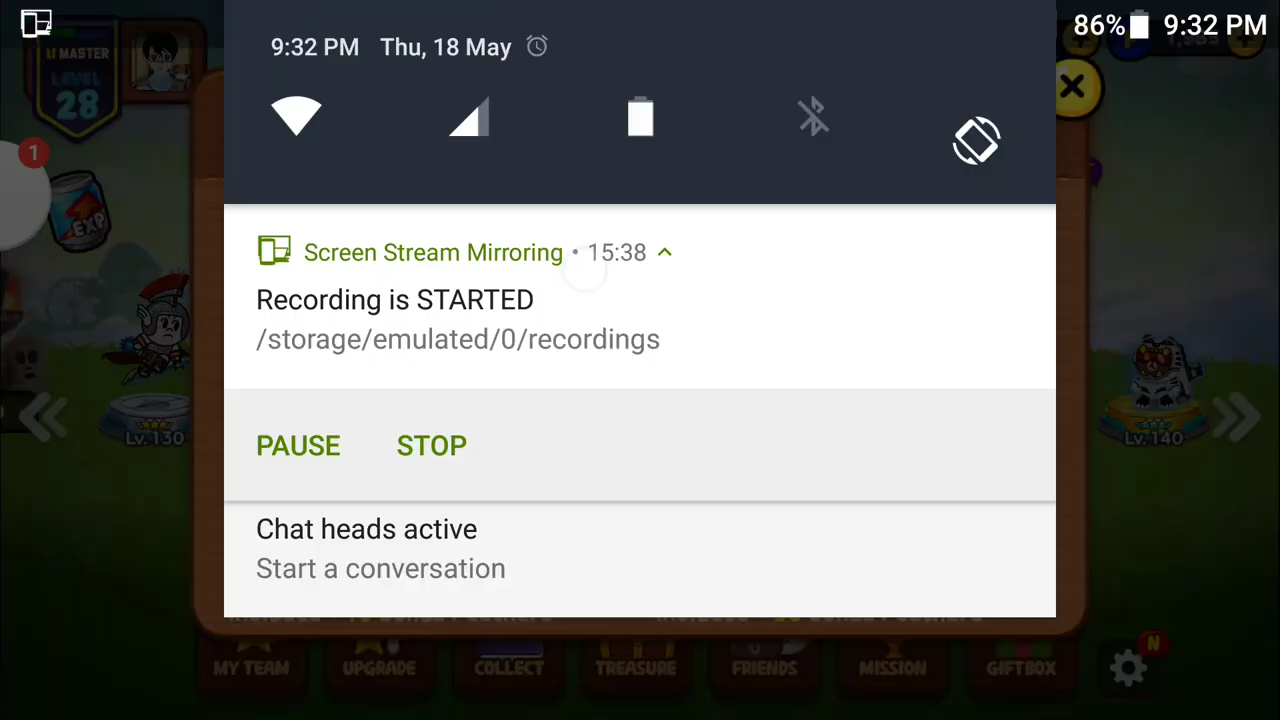 86% 9:32 PM
9:32 PM Thu, 18 May
LI MASTER
LEVEL
28
1
EXP
Screen Stream Mirroring • 15:38
Recording is STARTED
/storage/emulated/0/recordings
Lv.130
Lv.140
PAUSE STOP
Chat heads active
Start a conversation
MY TEAM UPGRADE COLLECT TREASURE FRIENDS MISSION GIFTBOX
N